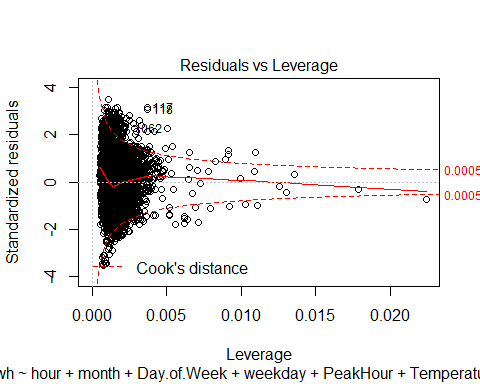 Residuals vs Leverage
Standardized residuals
4
2
0
-2
-4
118
0.0005
0.0005
Cook's distance
0.000 0.005 0.010 0.015 0.020
Leverage
wh ~ hour + month + Day.of.Week + weekday + PeakHour + Temperatu